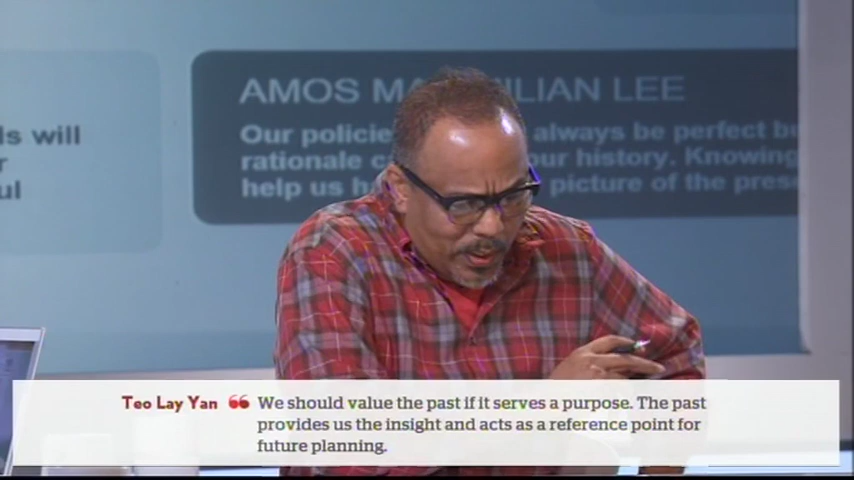 ls will
r
ul
AMOS MA ILIAN LEE
Our policie always be perfect bu
rationale c our history. Knowing
help us h picture of the prese
Teo Lay Yan
We should value the past if it serves a purpose. The past
provides us the insight and acts as a reference point for
future planning.